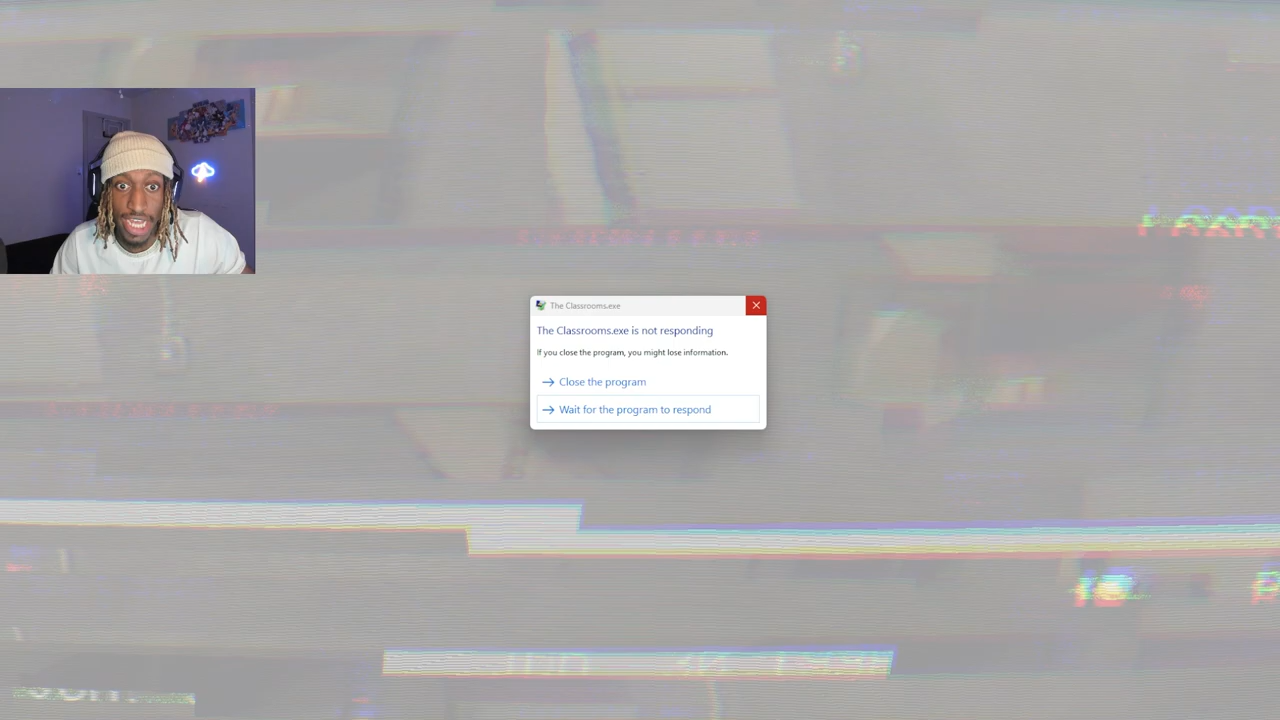 The Classrooms.exe
The Classrooms.exe is not responding
If you close the program, you might lose information.
Close the program
Wait for the program to respond